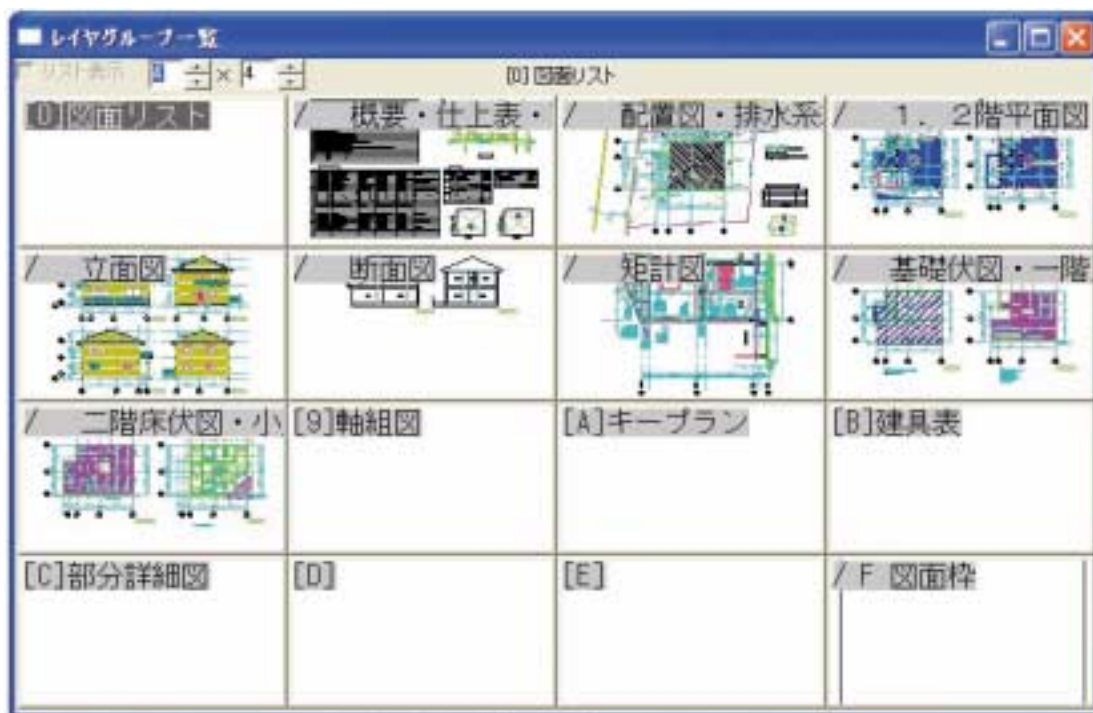 レイヤグループ一覧
リスト表示 4 × 4 [0]図面リスト
[0]図面リスト
/ 概要・仕上表・
/ 配置図・排水系
/ 1.2階平面図
/ 立面図
/ 断面図
/ 矩計図
/ 基礎伏図・一階
/ 二階床伏図・小
[9]軸組図
[A]キープラン
[B]建具表
[C]部分詳細図
[D]
[E]
/ F 図面枠